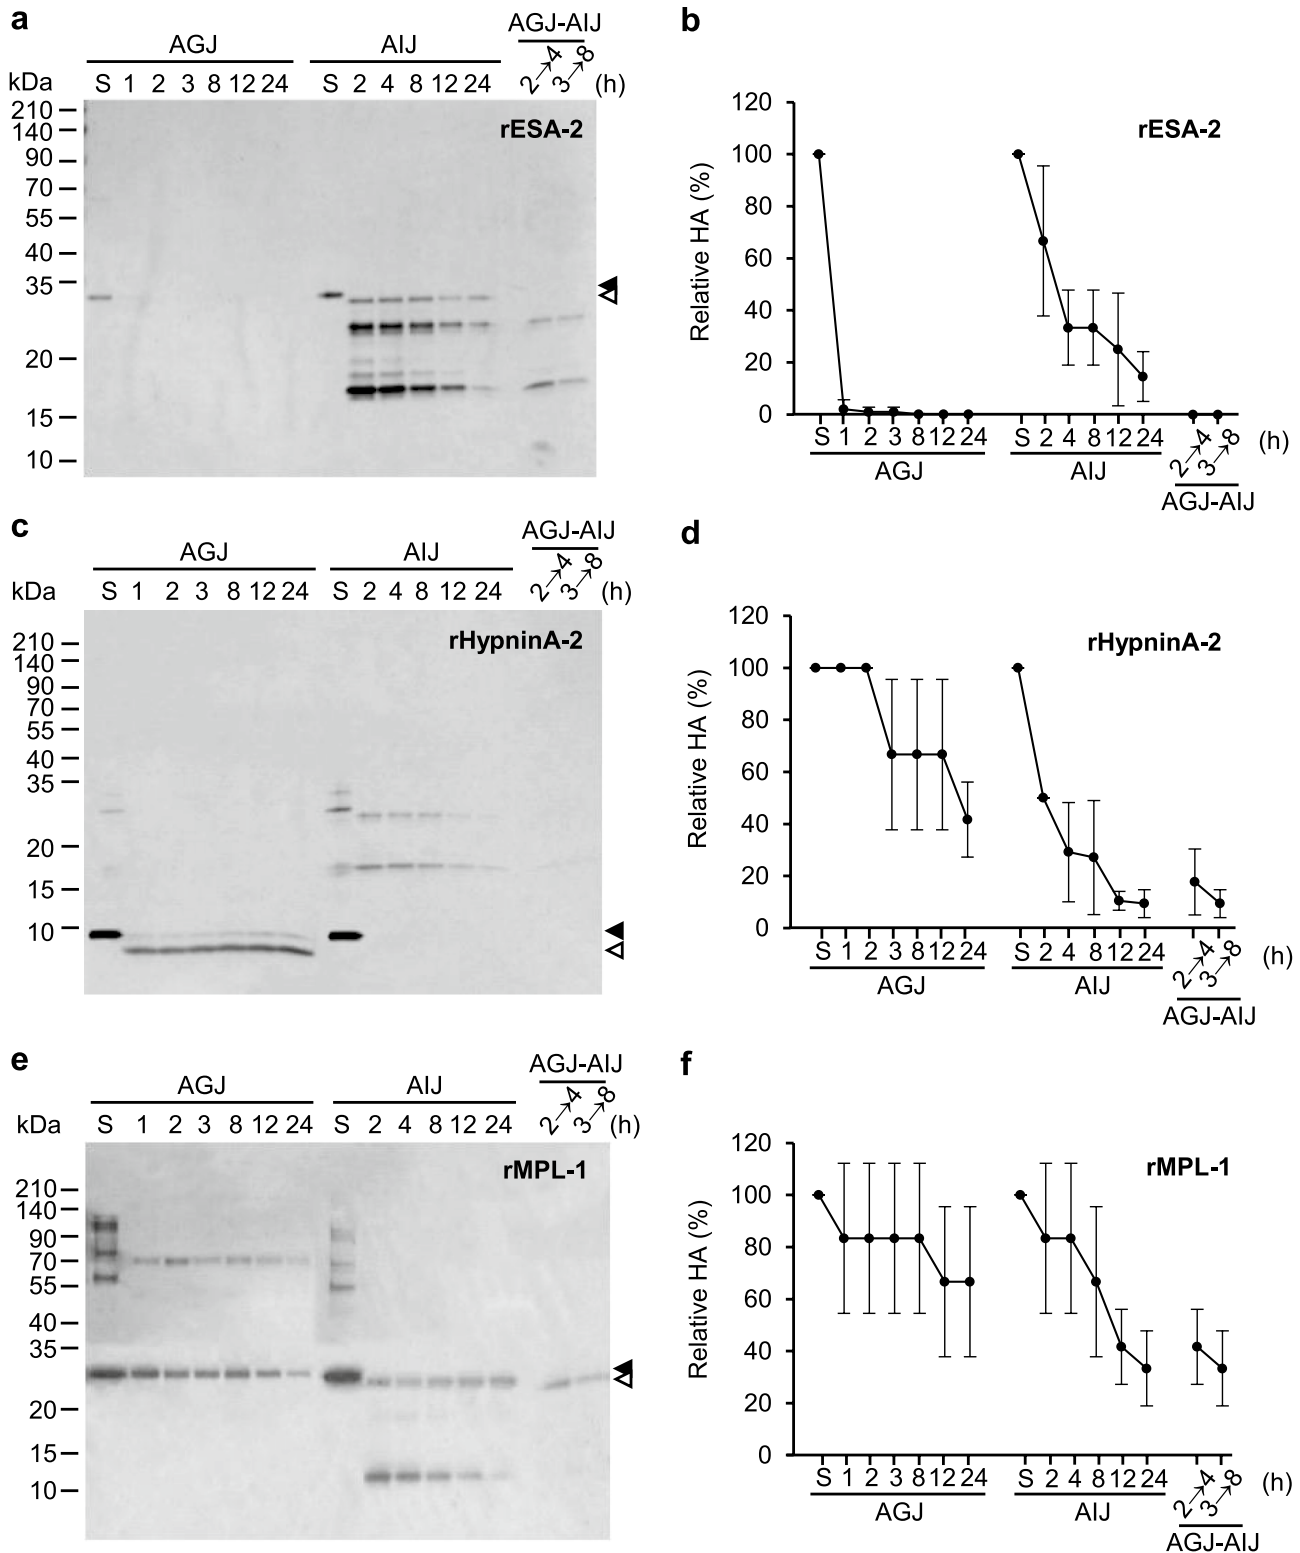 a
AGJ
AIJ
AGJ-AIJ
kDa
S 1 2 3 8 12 24
S 2 4 8 12 24
2→4 3→8 (h)
rESA-2
210
140
90
70
55
40
35
20
15
10
b
rESA-2
Relative HA (%)
120
100
80
60
40
20
0
S 1 2 3 8 12 24
S 2 4 8 12 24
2→4 3→8 (h)
AGJ
AIJ
AGJ-AIJ
c
AGJ
AIJ
AGJ-AIJ
kDa
S 1 2 3 8 12 24
S 2 4 8 12 24
2→4 3→8 (h)
rHypninA-2
210
140
90
70
55
40
35
20
15
10
d
rHypninA-2
Relative HA (%)
120
100
80
60
40
20
0
S 1 2 3 8 12 24
S 2 4 8 12 24
2→4 3→8 (h)
AGJ
AIJ
AGJ-AIJ
e
AGJ
AIJ
AGJ-AIJ
kDa
S 1 2 3 8 12 24
S 2 4 8 12 24
2→4 3→8 (h)
rMPL-1
210
140
90
70
55
40
35
20
15
10
f
rMPL-1
Relative HA (%)
120
100
80
60
40
20
0
S 1 2 3 8 12 24
S 2 4 8 12 24
2→4 3→8 (h)
AGJ
AIJ
AGJ-AIJ